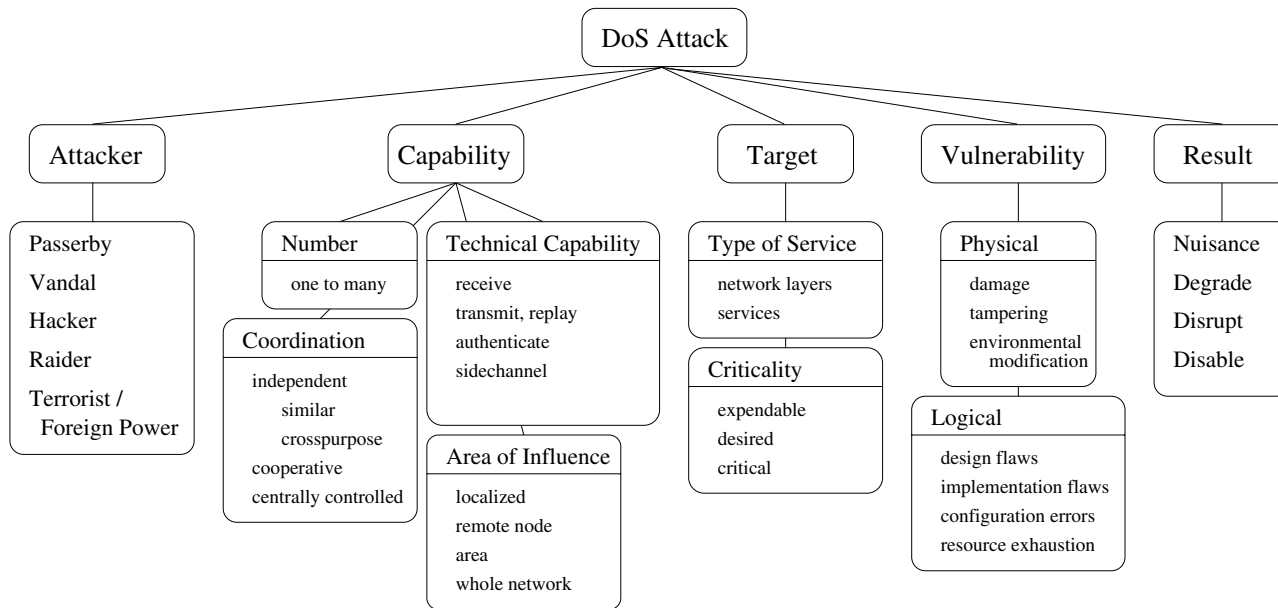 DoS Attack
Attacker
Capability
Target
Vulnerability
Result
Passerby
Vandal
Hacker
Raider
Terrorist /
Foreign Power
Number
one to many
Coordination
independent
similar
crosspurpose
cooperative
centrally controlled
Technical Capability
receive
transmit, replay
authenticate
sidechannel
Area of Influence
localized
remote node
area
whole network
Type of Service
network layers
services
Criticality
expendable
desired
critical
Physical
damage
tampering
environmental
modification
Logical
design flaws
implementation flaws
configuration errors
resource exhaustion
Nuisance
Degrade
Disrupt
Disable